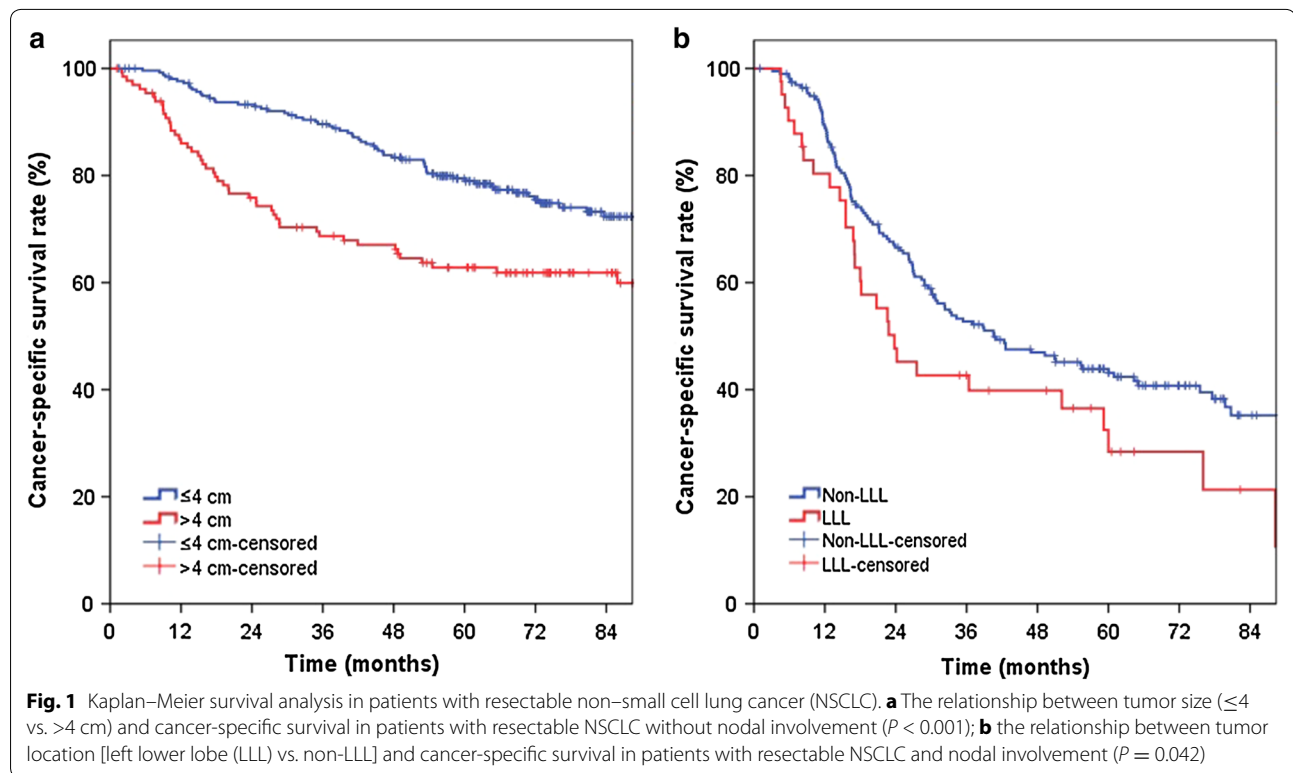 a
Cancer-specific survival rate (%)
100
80
60
40
20
0
≤4 cm
>4 cm
≤4 cm-censored
>4 cm-censored
0 12 24 36 48 60 72 84
Time (months)
b
Cancer-specific survival rate (%)
100
80
60
40
20
0
Non-LLL
LLL
Non-LLL-censored
LLL-censored
0 12 24 36 48 60 72 84
Time (months)
Fig. 1 Kaplan–Meier survival analysis in patients with resectable non–small cell lung cancer (NSCLC). a The relationship between tumor size (≤4
vs. >4 cm) and cancer-specific survival in patients with resectable NSCLC without nodal involvement (P < 0.001); b the relationship between tumor
location [left lower lobe (LLL) vs. non-LLL] and cancer-specific survival in patients with resectable NSCLC and nodal involvement (P = 0.042)